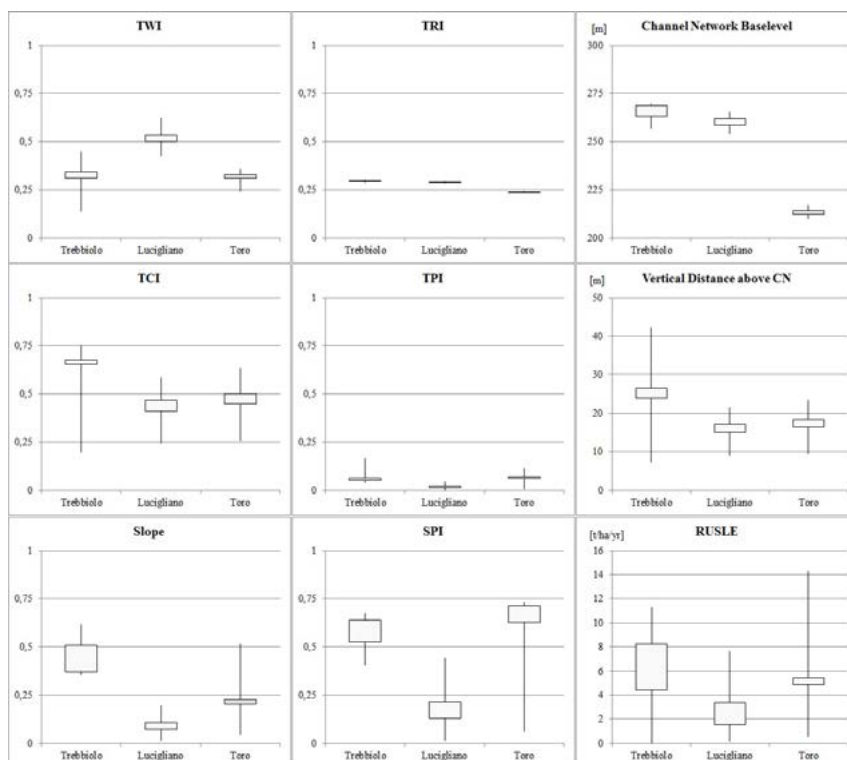 TWI
1
0,75
0,5
0,25
0
Trebbiolo Lucigliano Toro
TRI
1
0,75
0,5
0,25
0
Trebbiolo Lucigliano Toro
Channel Network Baselevel
[m]
300
275
250
225
200
Trebbiolo Lucigliano Toro
TCI
1
0,75
0,5
0,25
0
Trebbiolo Lucigliano Toro
TPI
1
0,75
0,5
0,25
0
Trebbiolo Lucigliano Toro
Vertical Distance above CN
[m]
50
40
30
20
10
0
Trebbiolo Lucigliano Toro
Slope
1
0,75
0,5
0,25
0
Trebbiolo Lucigliano Toro
SPI
1
0,75
0,5
0,25
0
Trebbiolo Lucigliano Toro
RUSLE
[t/ha/yr]
16
14
12
10
8
6
4
2
0
Trebbiolo Lucigliano Toro